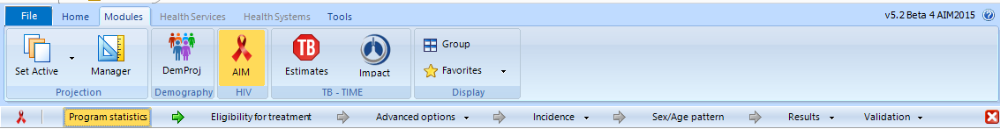 File Home Modules Health Services Health Systems Tools v5.2 Beta 4 AIM2015 ?
Set Active Manager DemProj AIM TB Estimates Impact Group
Favorites
Projection Demography HIV TB - TIME Display
Program statistics Eligibility for treatment Advanced options Incidence Sex/Age pattern Results Validation